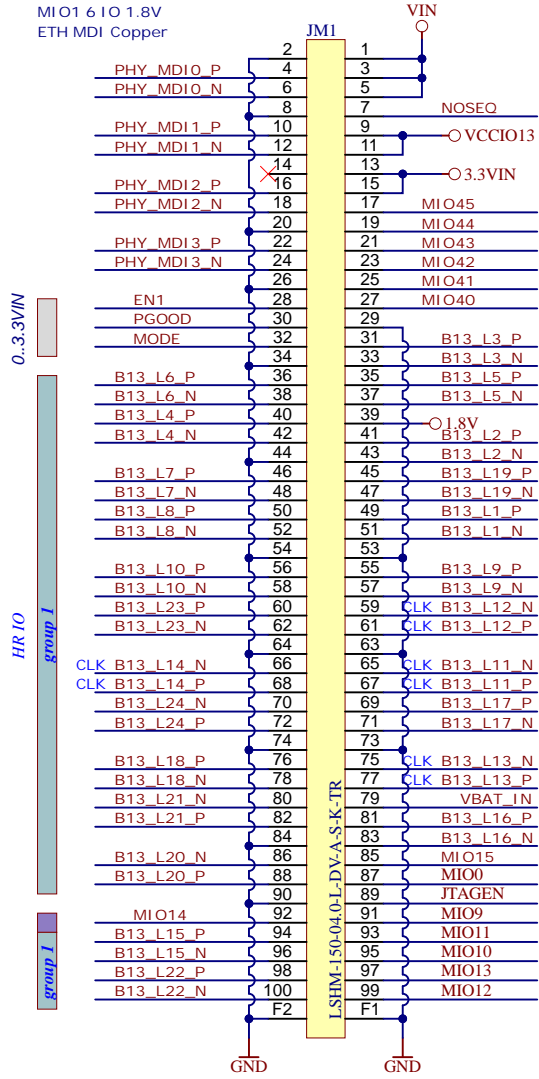 MIO1 6 IO 1.8V
ETH MDI Copper
JM1
VIN
2 1
PHY_MDI0_P 4 3
PHY_MDI0_N 6 5
8 7 NOSEQ
PHY_MDI1_P 10 9 VCCIO13
PHY_MDI1_N 12 11
14 13 3.3VIN
PHY_MDI2_P 16 15
PHY_MDI2_N 18 17 MIO45
20 19 MIO44
PHY_MDI3_P 22 21 MIO43
PHY_MDI3_N 24 23 MIO42
26 25 MIO41
EN1 28 27 MIO40
PGOOD 30 29
MODE 32 31 B13_L3_P
34 33 B13_L3_N
B13_L6_P 36 35 B13_L5_P
B13_L6_N 38 37 B13_L5_N
B13_L4_P 40 39 1.8V
B13_L4_N 42 41 B13_L2_P
44 43 B13_L2_N
B13_L7_P 46 45 B13_L19_P
B13_L7_N 48 47 B13_L19_N
B13_L8_P 50 49 B13_L1_P
B13_L8_N 52 51 B13_L1_N
54 53
B13_L10_P 56 55 B13_L9_P
B13_L10_N 58 57 B13_L9_N
B13_L23_P 60 59 CLK B13_L12_N
B13_L23_N 62 61 CLK B13_L12_P
64 63
CLK B13_L14_N 66 65 CLK B13_L11_N
CLK B13_L14_P 68 67 CLK B13_L11_P
B13_L24_N 70 69 B13_L17_P
B13_L24_P 72 71 B13_L17_N
74 73
B13_L18_P 76 75 CLK B13_L13_N
B13_L18_N 78 77 CLK B13_L13_P
B13_L21_N 80 79 VBAT_IN
B13_L21_P 82 81 B13_L16_P
84 83 B13_L16_N
B13_L20_N 86 85 MIO15
B13_L20_P 88 87 MIO0
90 89 JTAGEN
MIO14 92 91 MIO9
B13_L15_P 94 93 MIO11
B13_L15_N 96 95 MIO10
B13_L22_P 98 97 MIO13
B13_L22_N 100 99 MIO12
F2 F1
GND GND
LSHM-150-04.0-L-DV-A-S-K-TR
0..3.3VIN
HR IO
group 1
group 1